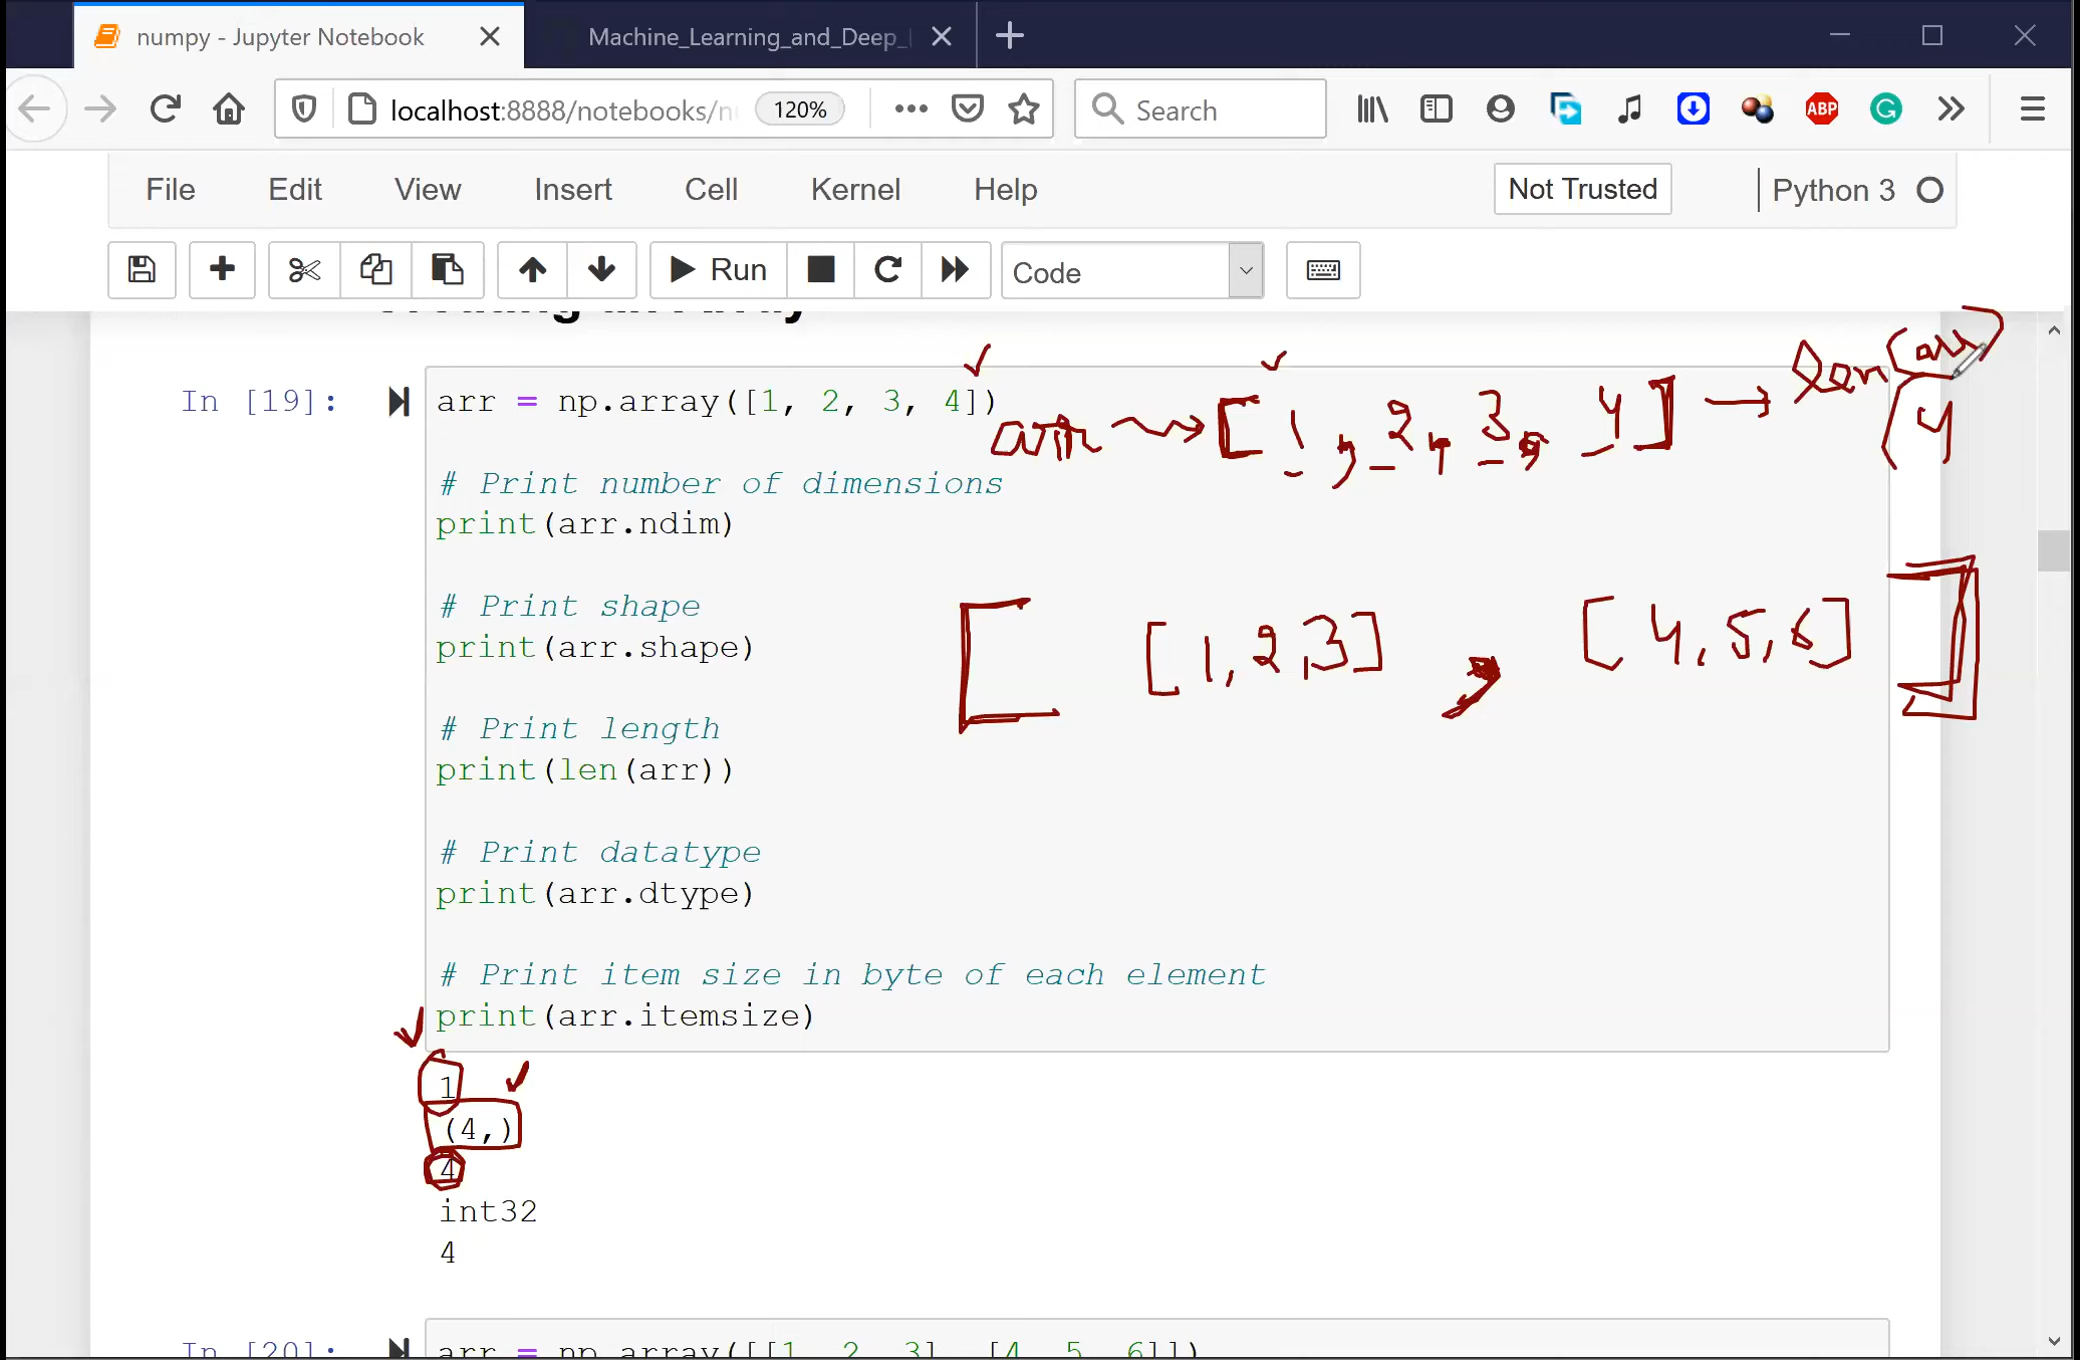 numpy - Jupyter Notebook
Machine_Learning_and_Deep_
localhost:8888/notebooks/n
120%
Search
ABP
File Edit View Insert Cell Kernel Help
Not Trusted
Python 3
Run
Code
In [19]:
arr = np.array([1, 2, 3, 4])
arr [1, 2, 3, 4] → len(arr)
4
# Print number of dimensions
print(arr.ndim)
# Print shape
print(arr.shape)
[ [1,2,3] , [4,5,6] ]
# Print length
print(len(arr))
# Print datatype
print(arr.dtype)
# Print item size in byte of each element
print(arr.itemsize)
1
(4,)
4
int32
4
In [20]:
arr = np.array([[1, 2, 3], [4, 5, 6]])